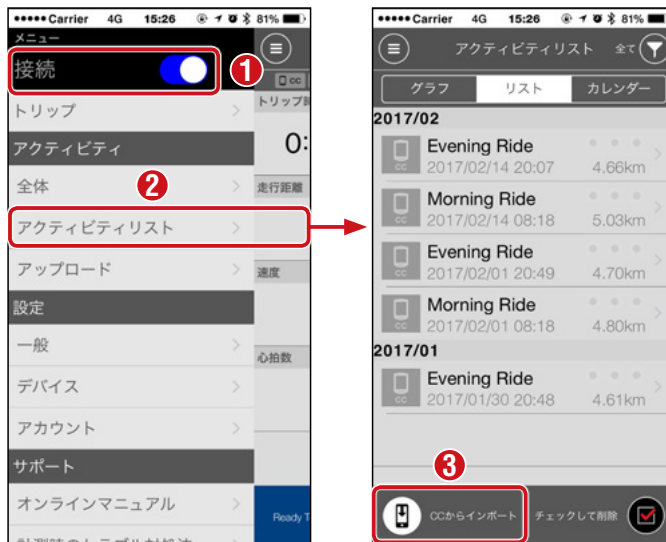 Carrier 4G 15:26 81%
メニュー
接続
1
CC
トリップ
トリップ時
0:
アクティビティ
全体
2
走行距離
アクティビティリスト
アップロード
速度
設定
一般
心拍数
デバイス
アカウント
サポート
オンラインマニュアル
Ready T
Carrier 4G 15:26 81%
アクティビティリスト 全て
グラフ リスト カレンダー
2017/02
Evening Ride
CC 2017/02/14 20:07 4.66km
Morning Ride
CC 2017/02/14 08:18 5.03km
Evening Ride
CC 2017/02/01 20:49 4.70km
Morning Ride
CC 2017/02/01 08:18 4.80km
2017/01
Evening Ride
CC 2017/01/30 20:48 4.61km
3
CCからインポート チェックして削除